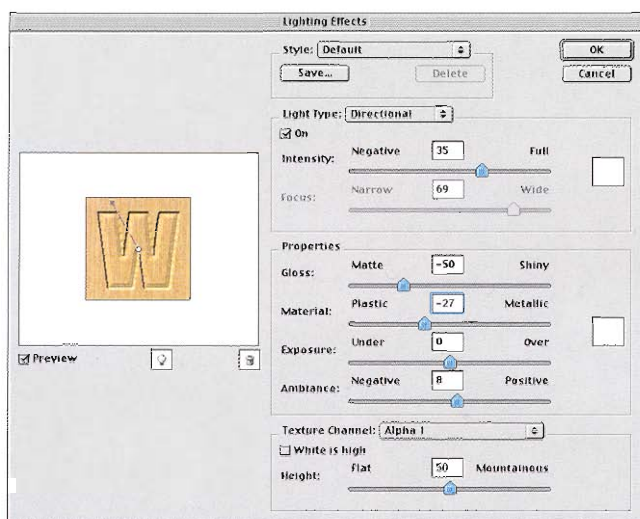 Lighting Effects
Style: Default
OK
Save...
Delete
Cancel
Light Type: Directional
On
Intensity: Negative 35 Full
Focus: Narrow 69 Wide
W
Properties
Gloss: Matte -50 Shiny
Material: Plastic -27 Metallic
Exposure: Under 0 Over
Preview
Ambiance: Negative 8 Positive
Texture Channel: Alpha 1
White is high
Height: Flat 50 Mountainous